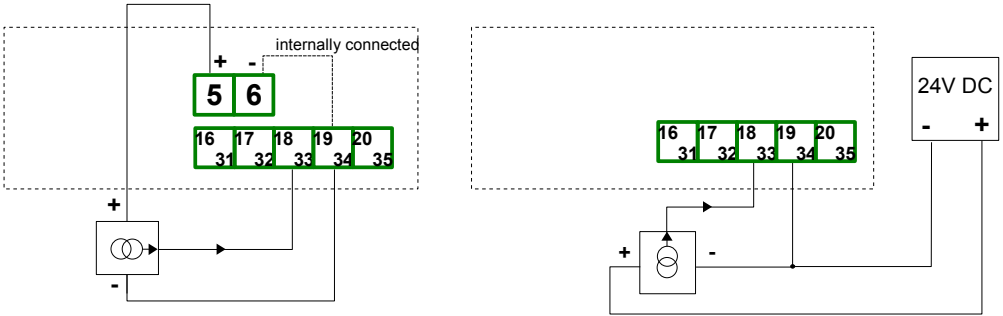 internally connected
+ -
5 6
16 17 18 19 20
31 32 33 34 35
+
-
24V DC
- +
16 17 18 19 20
31 32 33 34 35
+ -